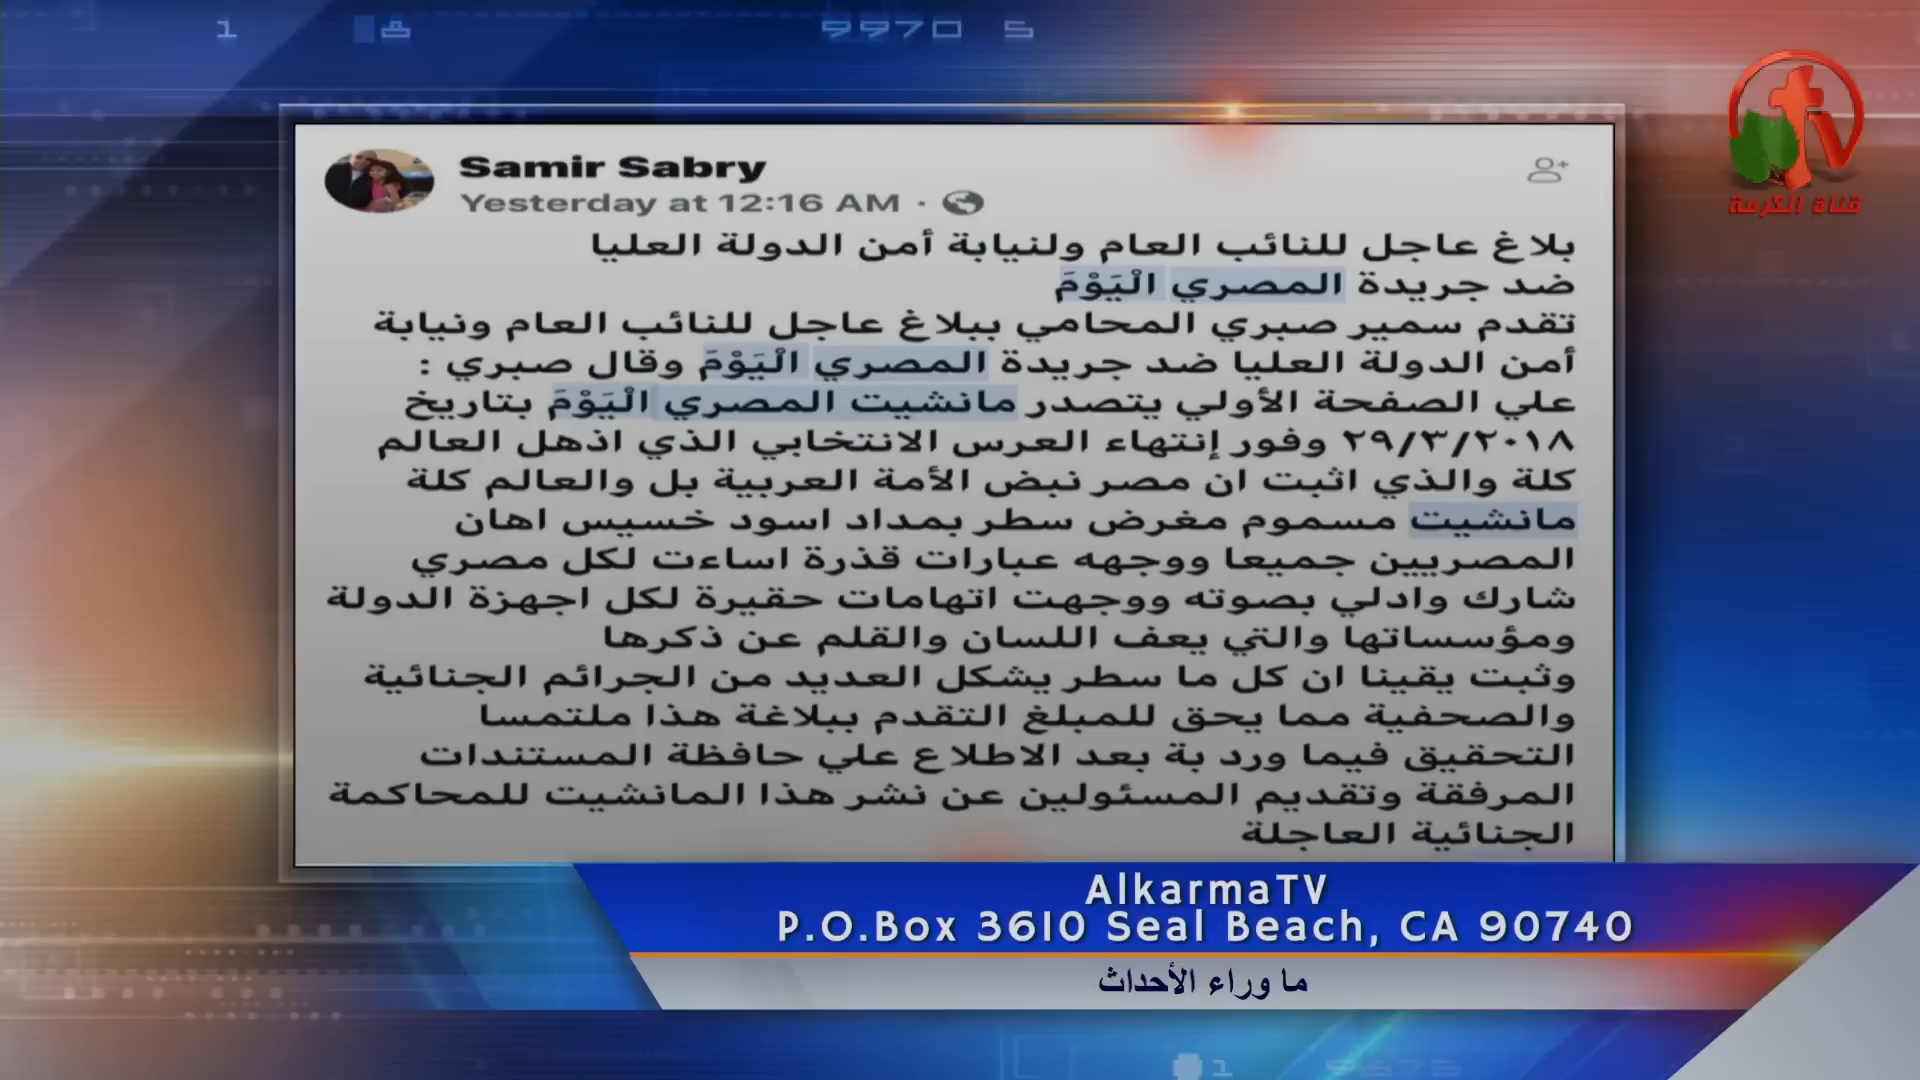 1 9970 5
قناة الكرمة
Samir Sabry
Yesterday at 12:16 AM ·
بلاغ عاجل للنائب العام ولنيابة أمن الدولة العليا
ضد جريدة المصري الْيَوْمَ
تقدم سمير صبري المحامي ببلاغ عاجل للنائب العام ونيابة
أمن الدولة العليا ضد جريدة المصري الْيَوْمَ وقال صبري :
علي الصفحة الأولي يتصدر مانشيت المصري الْيَوْمَ بتاريخ
٢٩/٣/٢٠١٨ وفور إنتهاء العرس الانتخابي الذي اذهل العالم
كلة والذي اثبت ان مصر نبض الأمة العربية بل والعالم كلة
مانشيت مسموم مغرض سطر بمداد اسود خسيس اهان
المصريين جميعا ووجهه عبارات قذرة اساءت لكل مصري
شارك وادلي بصوته ووجهت اتهامات حقيرة لكل اجهزة الدولة
ومؤسساتها والتي يعف اللسان والقلم عن ذكرها
وثبت يقينا ان كل ما سطر يشكل العديد من الجرائم الجنائية
والصحفية مما يحق للمبلغ التقدم ببلاغة هذا ملتمسا
التحقيق فيما ورد بة بعد الاطلاع علي حافظة المستندات
المرفقة وتقديم المسئولين عن نشر هذا المانشيت للمحاكمة
الجنائية العاجلة
AlkarmaTV
P.O.Box 3610 Seal Beach, CA 90740
ما وراء الأحداث